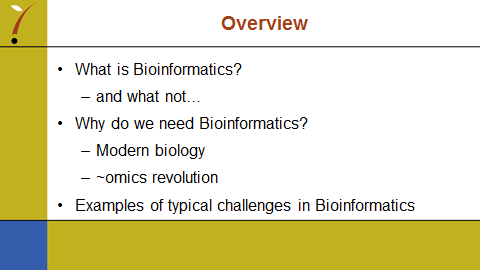 Overview
• What is Bioinformatics?
– and what not…
• Why do we need Bioinformatics?
– Modern biology
– ~omics revolution
• Examples of typical challenges in Bioinformatics